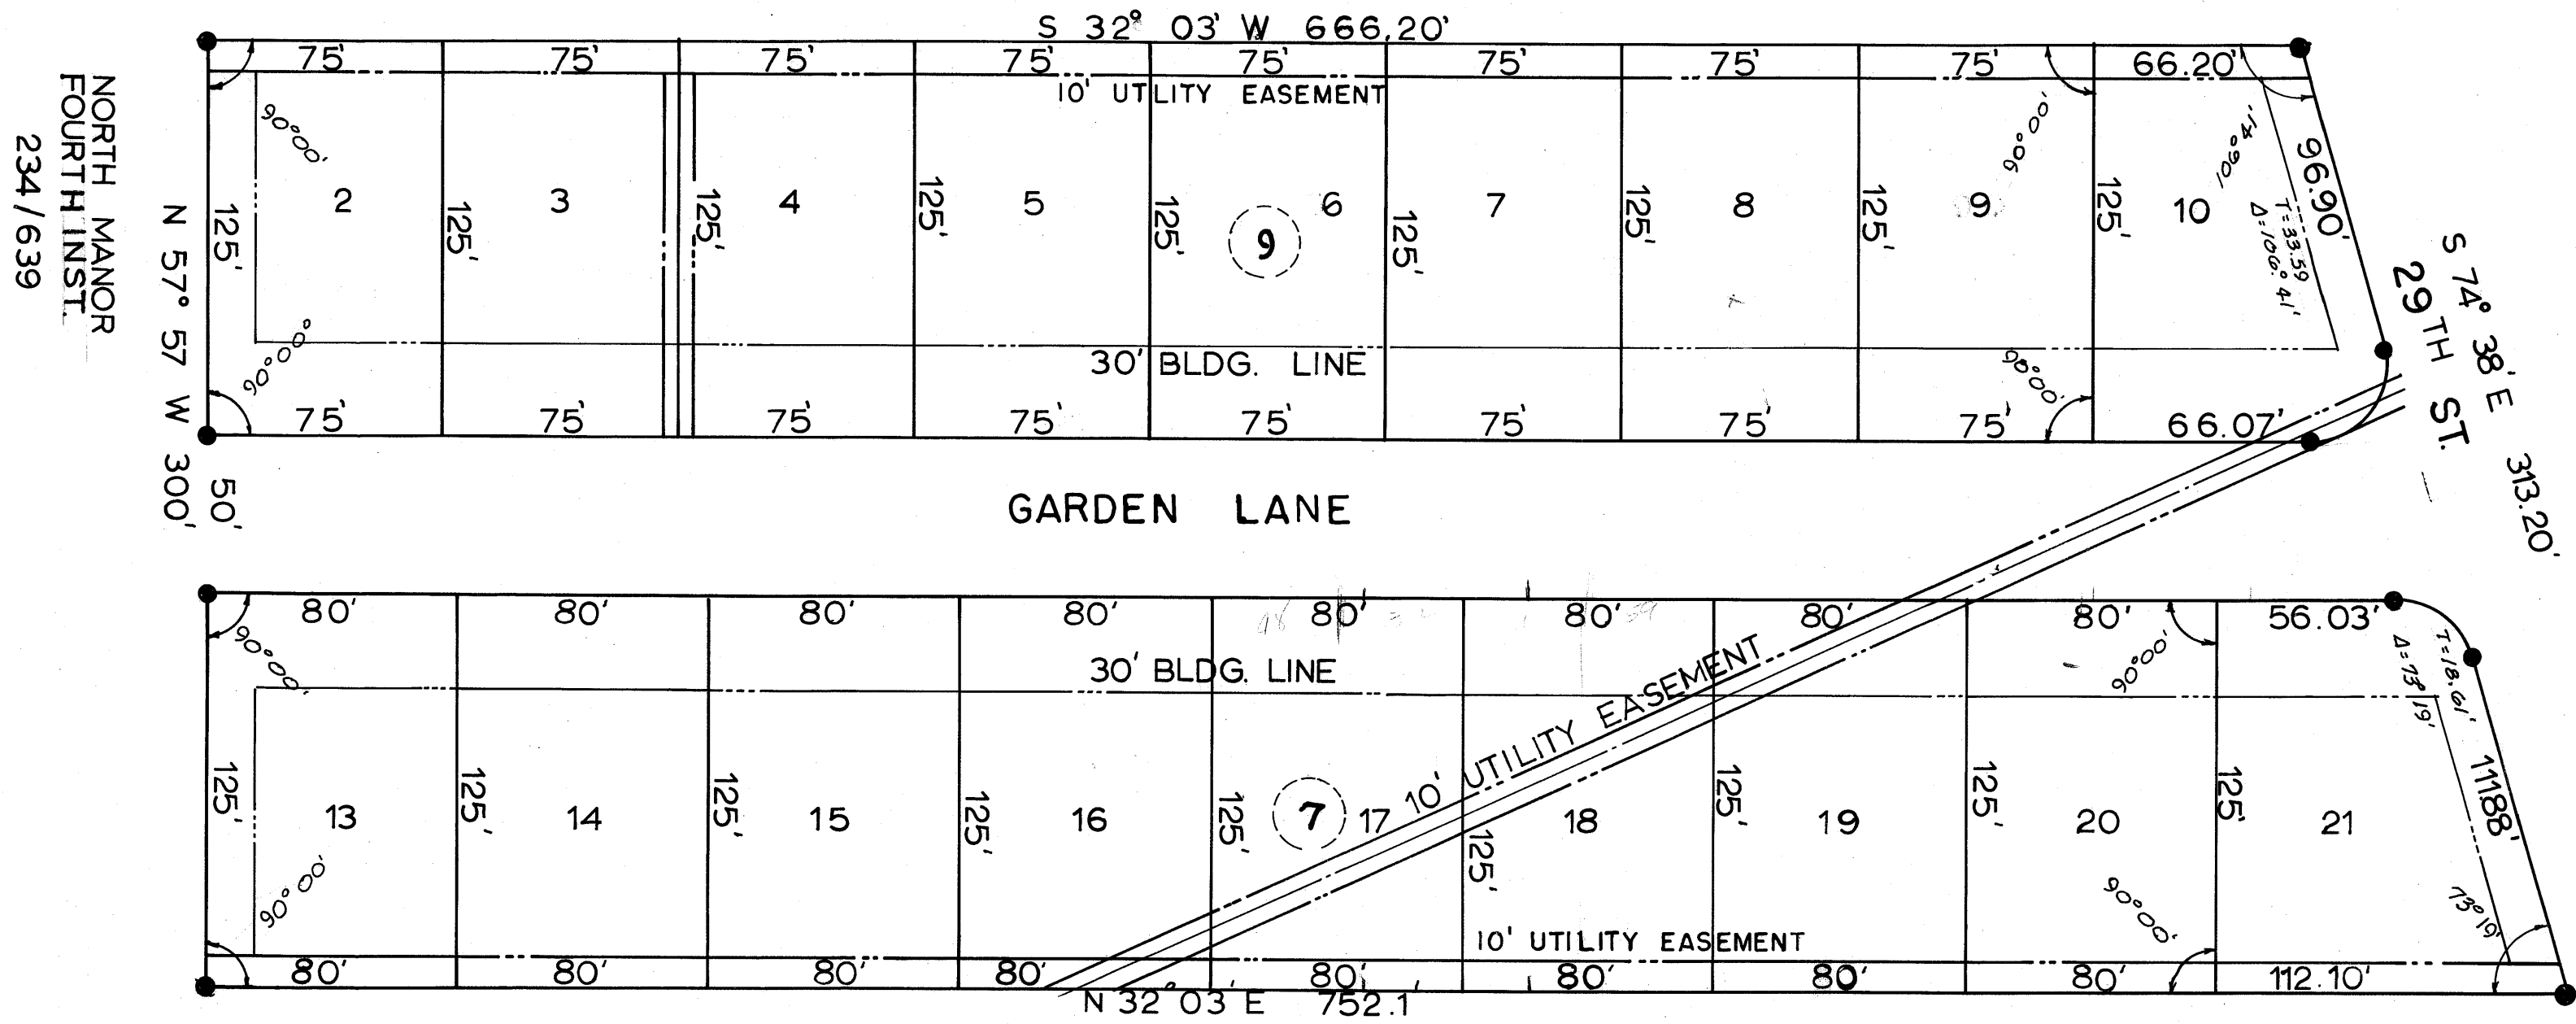 S 32° 03' W 666.20'
75' 75' 75' 75' 75' 75' 75' 75' 66.20'
10' UTILITY EASEMENT
NORTH MANOR
FOURTH INST.
234/639
N 57° 57 W 300'
90°00'
90°00'
106°41'
96.90'
T=33.59
Δ=106°41'
125' 2 125' 3 125' 4 125' 5 125' 6 125' 7 125' 8 125' 9 125' 10
9
S 74° 38' E 313.20'
29TH ST.
30' BLDG. LINE
90°00'
90°00'
75' 75' 75' 75' 75' 75' 75' 75' 66.07'
50'
GARDEN LANE
80' 80' 80' 80' 80' 80' 80' 80' 56.03'
90°00'
90°00'
T=18.61'
Δ=73°19'
30' BLDG. LINE
10' UTILITY EASEMENT
125' 13 125' 14 125' 15 125' 16 125' 17 125' 18 125' 19 125' 20 125' 21
7
111.88'
90°00'
90°00'
73°19'
10' UTILITY EASEMENT
80' 80' 80' 80' 80' 80' 80' 80' 112.10'
N 32° 03' E 752.1